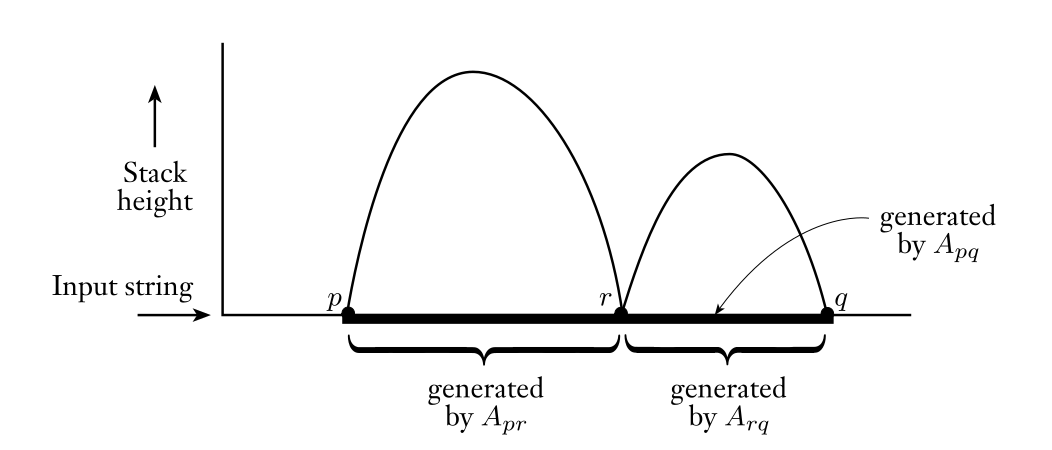 Stack
height
Input string
p
r
q
generated
by A_{pq}
generated
by A_{pr}
generated
by A_{rq}